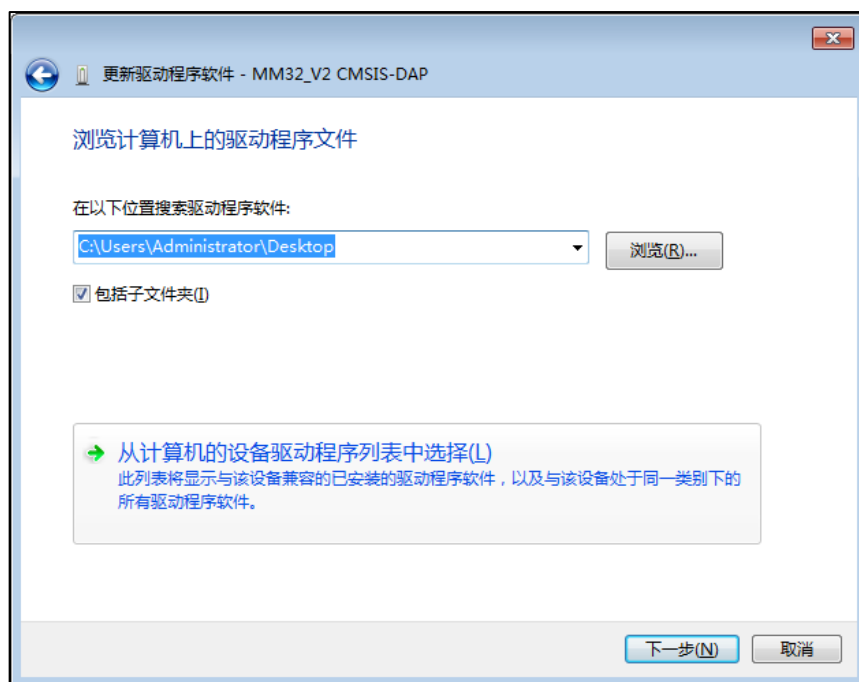 更新驱动程序软件 - MM32_V2 CMSIS-DAP
浏览计算机上的驱动程序文件
在以下位置搜索驱动程序软件:
C:\Users\Administrator\Desktop
浏览(R)...
包括子文件夹(I)
从计算机的设备驱动程序列表中选择(L)
此列表将显示与该设备兼容的已安装的驱动程序软件，以及与该设备处于同一类别下的
所有驱动程序软件。
下一步(N)
取消